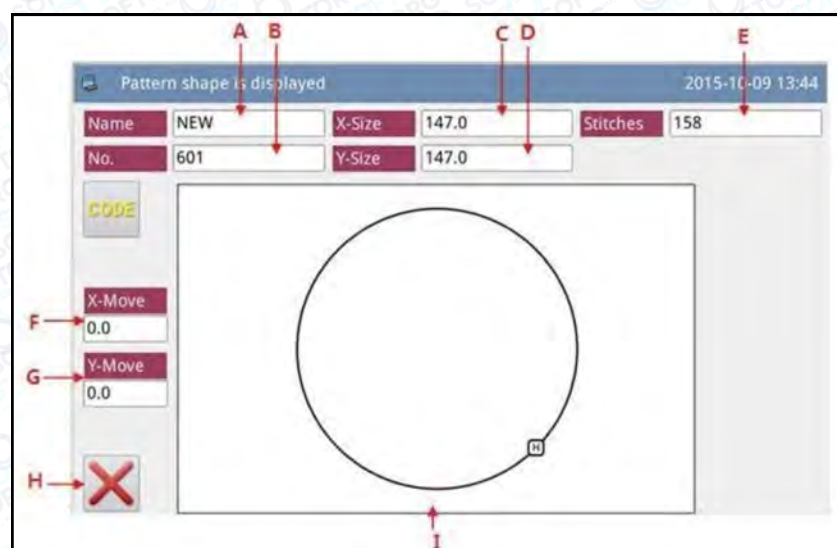 A B C D E
Pattern shape is displayed 2015-10-09 13:44
Name NEW X-Size 147.0 Stitches 158
No. 601 Y-Size 147.0
CODE
X-Move
F 0.0
Y-Move
G
0.0
H
H
I